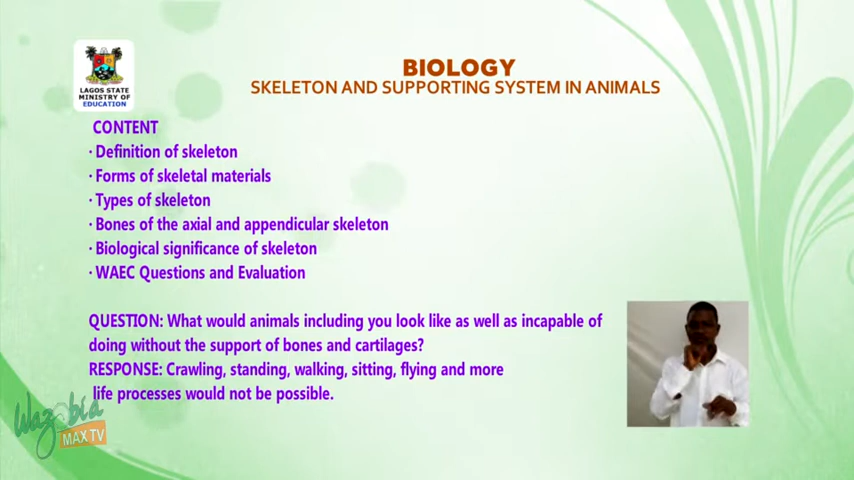 LAGOS STATE
MINISTRY OF
EDUCATION
BIOLOGY
SKELETON AND SUPPORTING SYSTEM IN ANIMALS
CONTENT
· Definition of skeleton
· Forms of skeletal materials
· Types of skeleton
· Bones of the axial and appendicular skeleton
· Biological significance of skeleton
· WAEC Questions and Evaluation
QUESTION: What would animals including you look like as well as incapable of
doing without the support of bones and cartilages?
RESPONSE: Crawling, standing, walking, sitting, flying and more
life processes would not be possible.
Wazobia
MAX TV